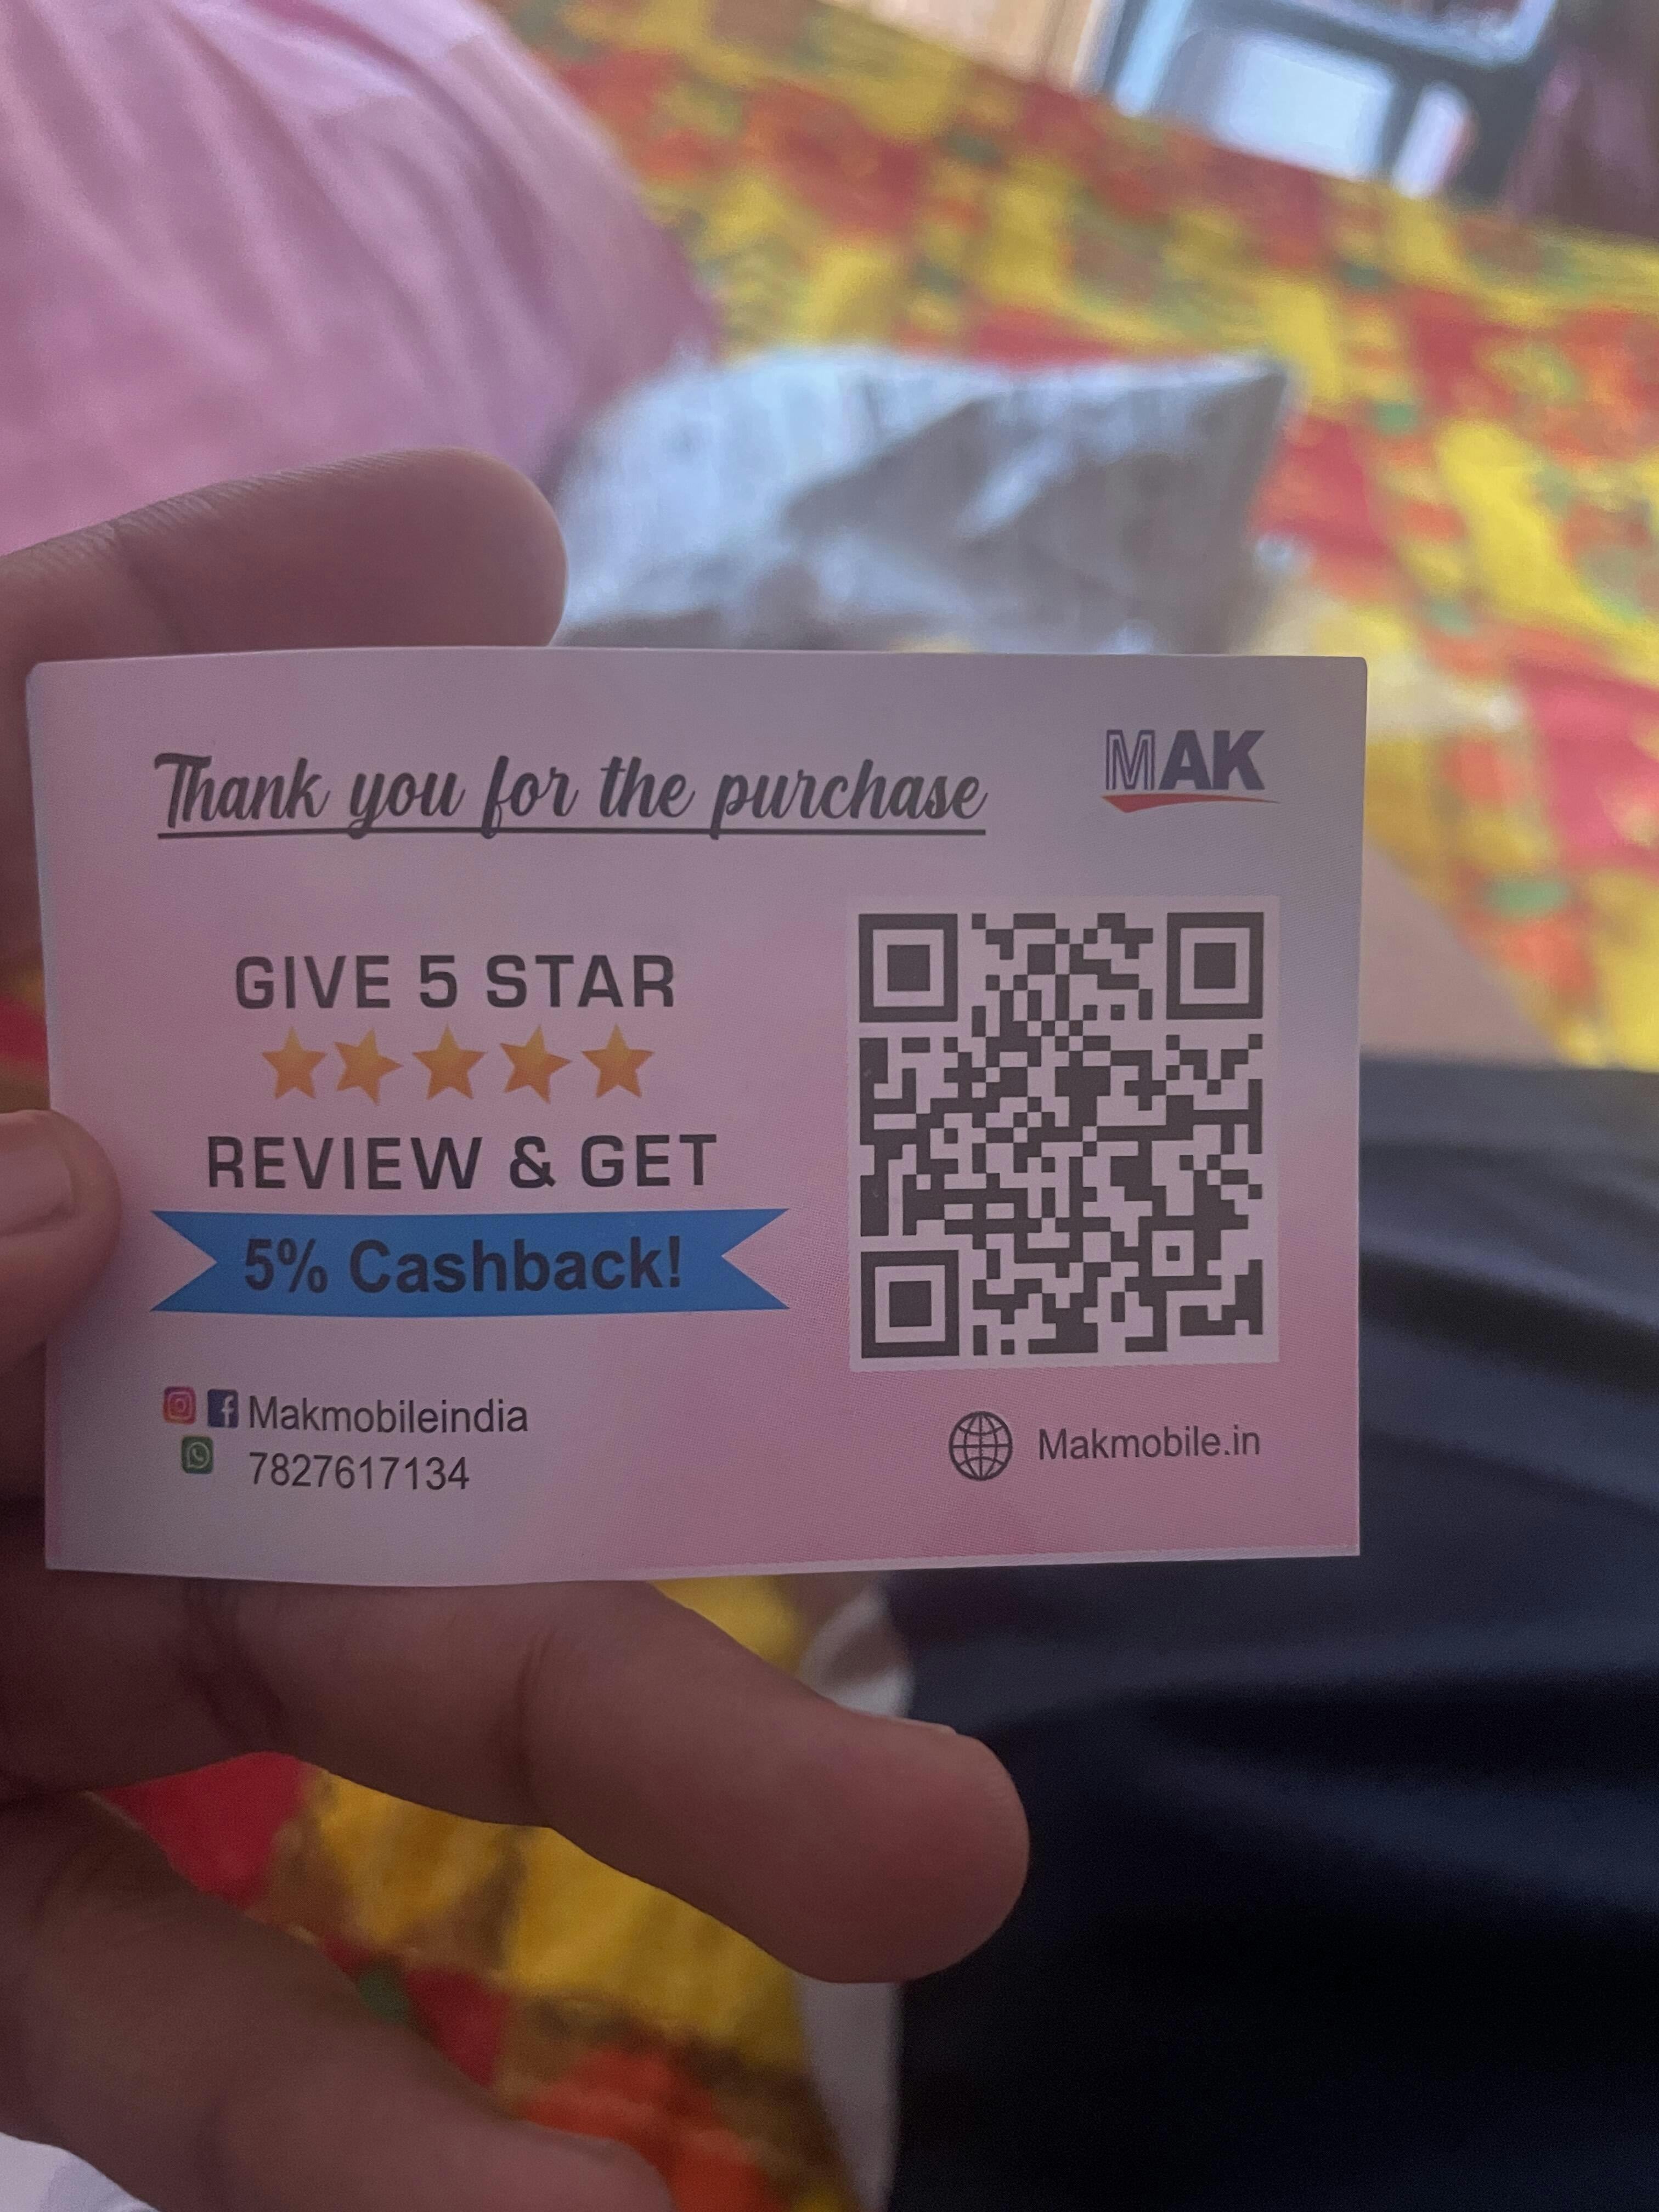 Thank you for the purchase
MAK
GIVE 5 STAR
REVIEW & GET
5% Cashback!
Makmobileindia
7827617134
Makmobile.in